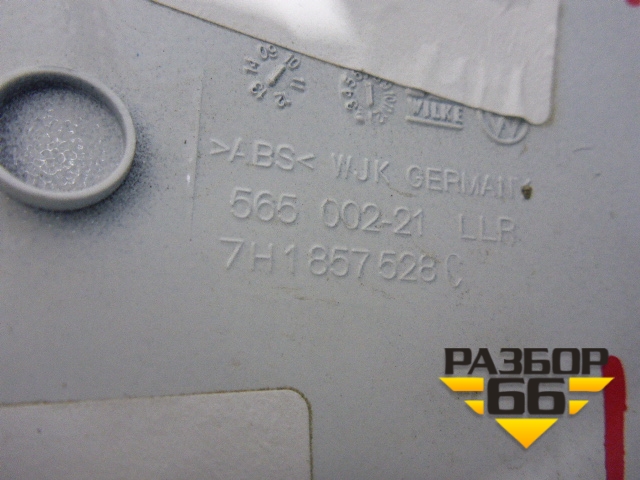 WILKE
>ABS< WJK GERMANY
565 002-21 LLR
7H1857528C
РАЗБОР
66